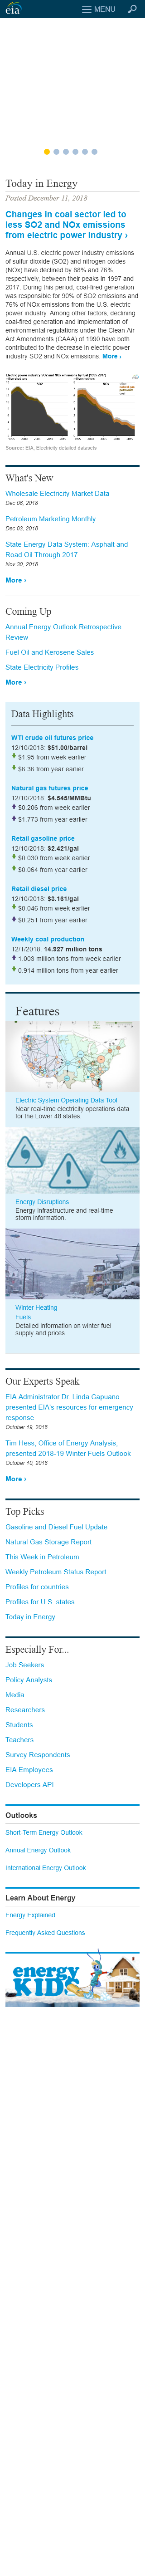 eia
MENU
Today in Energy
Posted December 11, 2018
Changes in coal sector led to
less SO2 and NOx emissions
from electric power industry ›
Annual U.S. electric power industry emissions
of sulfur dioxide (SO2) and nitrogen oxides
(NOx) have declined by 88% and 76%,
respectively, between their peaks in 1997 and
2017. During this time, coal-fired generation
was responsible for 90% of SO2 emissions and
76% of NOx emissions from the U.S. electric
power industry. Among other factors, declining
coal-fired generation and implementation of
regulations under the various phases of the Clean
Air Act Amendments (CAAA) of 1990 have both
contributed to the decrease in electric power
industry SO2 and NOx emissions. More ›
Electric power industry SO2 and NOx emissions by fuel (1990-2017)
Source: EIA, Electricity detailed datasets
What's New
Wholesale Electricity Market Data
Dec 06, 2018
Petroleum Marketing Monthly
Dec 03, 2018
State Energy Data System: Asphalt and
Road Oil Through 2017
Nov 30, 2018
More ›
Coming Up
Annual Energy Outlook Retrospective
Review
Fuel Oil and Kerosene Sales
State Electricity Profiles
More ›
Data Highlights
WTI crude oil futures price
12/10/2018: $51.00/barrel
$1.95 from week earlier
$6.36 from year earlier
Natural gas futures price
12/10/2018: $4.545/MMBtu
$0.206 from week earlier
$1.773 from year earlier
Retail gasoline price
12/10/2018: $2.421/gal
$0.030 from week earlier
$0.064 from year earlier
Retail diesel price
12/10/2018: $3.161/gal
$0.046 from week earlier
$0.251 from year earlier
Weekly coal production
12/1/2018: 14.927 million tons
1.003 million tons from week earlier
0.914 million tons from year earlier
Features
Electric System Operating Data Tool
Near real-time electricity operations data
for the Lower 48 states.
Energy Disruptions
Energy infrastructure and real-time
storm information.
Winter Heating
Fuels
Detailed information on winter fuel
supply and prices.
Our Experts Speak
EIA Administrator Dr. Linda Capuano
presented EIA's resources for emergency
response
October 19, 2018
Tim Hess, Office of Energy Analysis,
presented 2018-19 Winter Fuels Outlook
October 10, 2018
More ›
Top Picks
Gasoline and Diesel Fuel Update
Natural Gas Storage Report
This Week in Petroleum
Weekly Petroleum Status Report
Profiles for countries
Profiles for U.S. states
Today in Energy
Especially For...
Job Seekers
Policy Analysts
Media
Researchers
Students
Teachers
Survey Respondents
EIA Employees
Developers API
Outlooks
Short-Term Energy Outlook
Annual Energy Outlook
International Energy Outlook
Learn About Energy
Energy Explained
Frequently Asked Questions
energy
KIDS